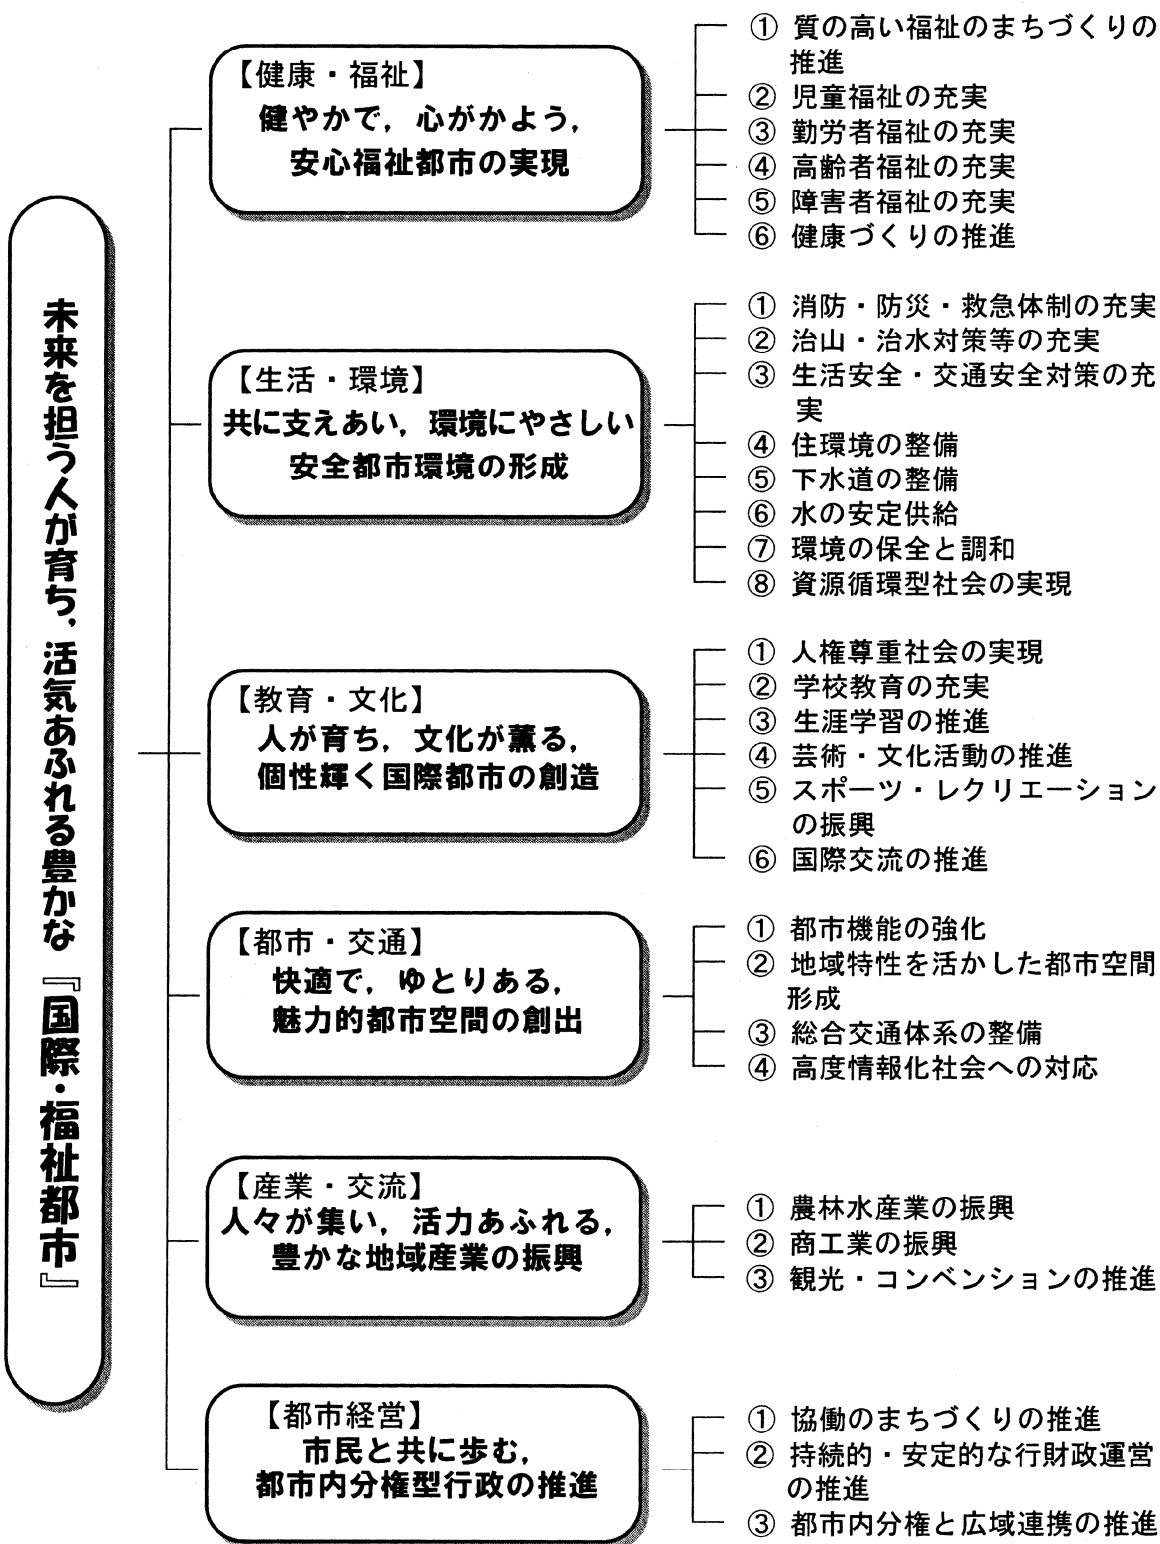 未来を担う人が育ち，活気あふれる豊かな『国際・福祉都市』
【健康・福祉】
健やかで，心がかよう，
安心福祉都市の実現
① 質の高い福祉のまちづくりの
推進
② 児童福祉の充実
③ 勤労者福祉の充実
④ 高齢者福祉の充実
⑤ 障害者福祉の充実
⑥ 健康づくりの推進
【生活・環境】
共に支えあい，環境にやさしい
安全都市環境の形成
① 消防・防災・救急体制の充実
② 治山・治水対策等の充実
③ 生活安全・交通安全対策の充
実
④ 住環境の整備
⑤ 下水道の整備
⑥ 水の安定供給
⑦ 環境の保全と調和
⑧ 資源循環型社会の実現
【教育・文化】
人が育ち，文化が薫る，
個性輝く国際都市の創造
① 人権尊重社会の実現
② 学校教育の充実
③ 生涯学習の推進
④ 芸術・文化活動の推進
⑤ スポーツ・レクリエーション
の振興
⑥ 国際交流の推進
【都市・交通】
快適で，ゆとりある，
魅力的都市空間の創出
① 都市機能の強化
② 地域特性を活かした都市空間
形成
③ 総合交通体系の整備
④ 高度情報化社会への対応
【産業・交流】
人々が集い，活力あふれる，
豊かな地域産業の振興
① 農林水産業の振興
② 商工業の振興
③ 観光・コンベンションの推進
【都市経営】
市民と共に歩む，
都市内分権型行政の推進
① 協働のまちづくりの推進
② 持続的・安定的な行財政運営
の推進
③ 都市内分権と広域連携の推進